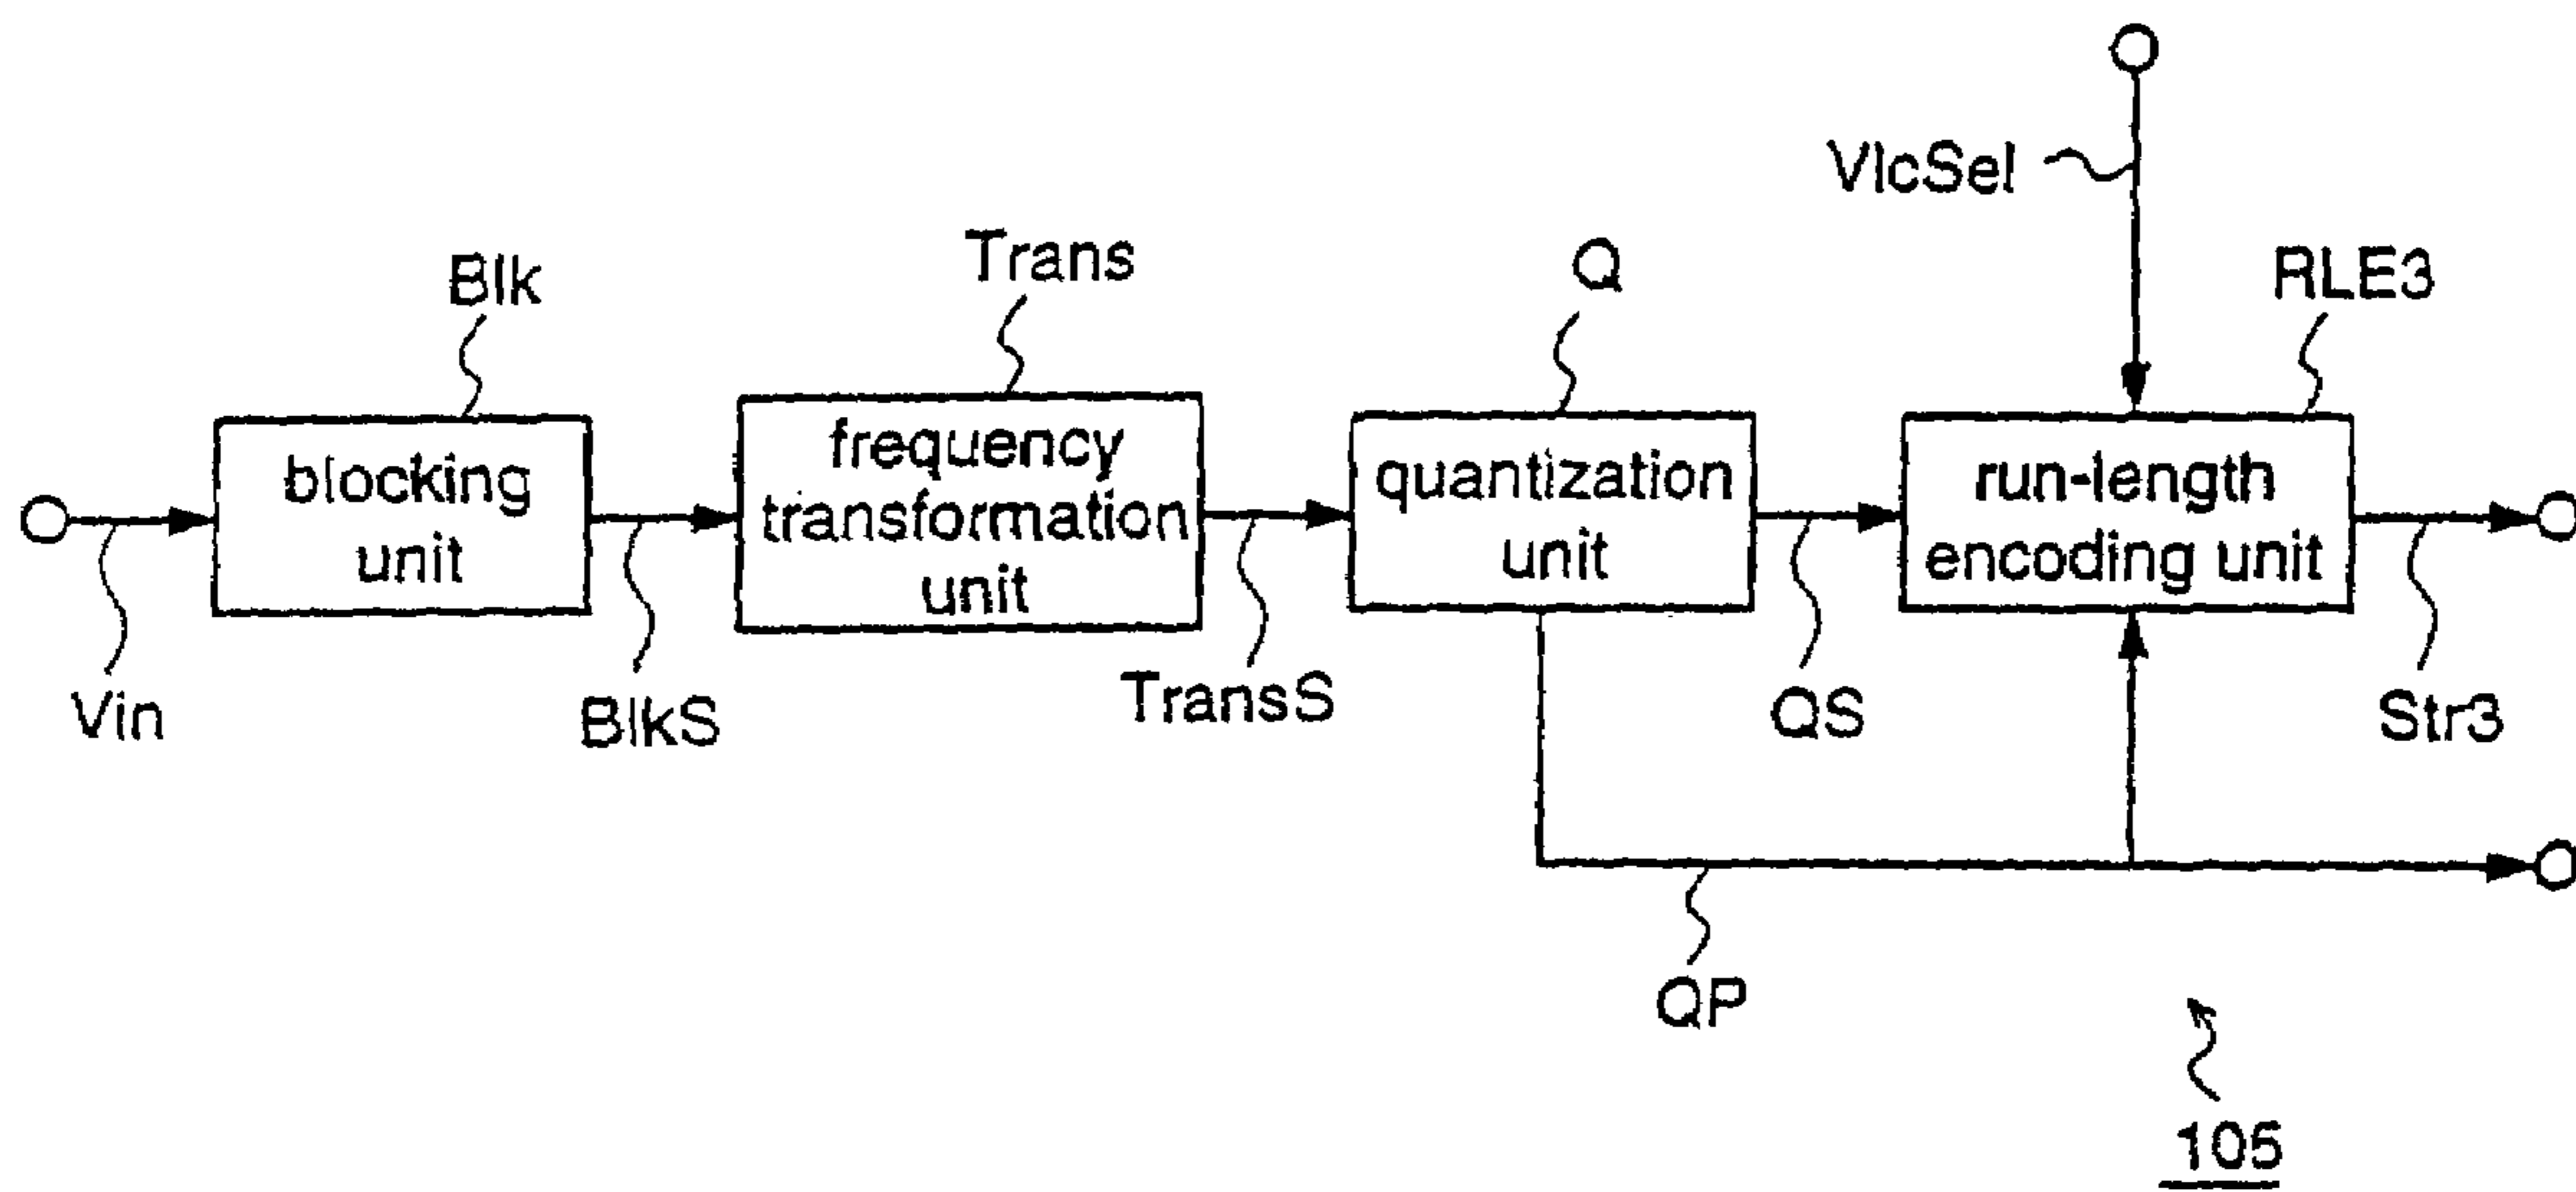 VlcSel
Blk
Trans
Q
RLE3
blocking
unit
frequency
transformation
unit
quantization
unit
run-length
encoding unit
Vin
BlkS
TransS
QS
Str3
QP
105